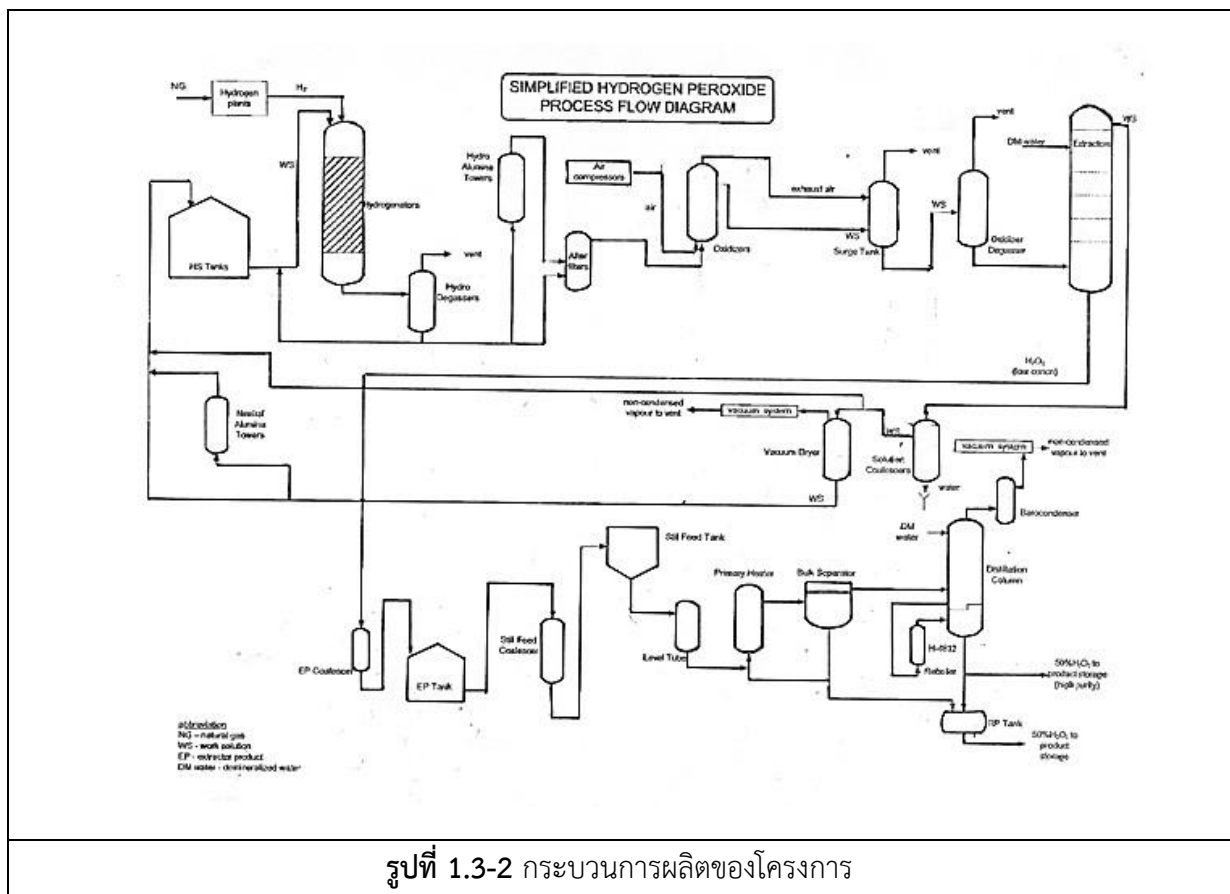 SIMPLIFIED HYDROGEN PEROXIDE
PROCESS FLOW DIAGRAM
NG
Hydrogen
plants
H₂
WS
Hydrogenators
Hydro
Alumina
Towers
Air
compressors
air
After
filters
Oxidizers
exhaust air
WS
vent
Surge Tank
WS
vent
Oxidizer
Degasser
DM water
Extractors
WS
WS Tanks
vent
Hydro
Degassers
H₂O₂
(low concn)
Neutral
Alumina
Towers
non-condensed
vapour to vent
vacuum system
Vacuum Dryer
WS
WS
Solution
Coalescers
water
vacuum system
non-condensed
vapour to vent
Barocondenser
DM
water
Distillation
Column
Still Feed Tank
Primary Heater
Bulk Separator
EP Coalescer
EP Tank
Still Feed
Coalescer
Level Tube
Reboiler
50%H₂O₂ to
product storage
(high purity)
Tank
50%H₂O₂ to
product
storage
abbreviation
NG - natural gas
WS - work solution
EP - extractor product
DM water - demineralized water
รูปที่ 1.3-2 กระบวนการผลิตของโครงการ